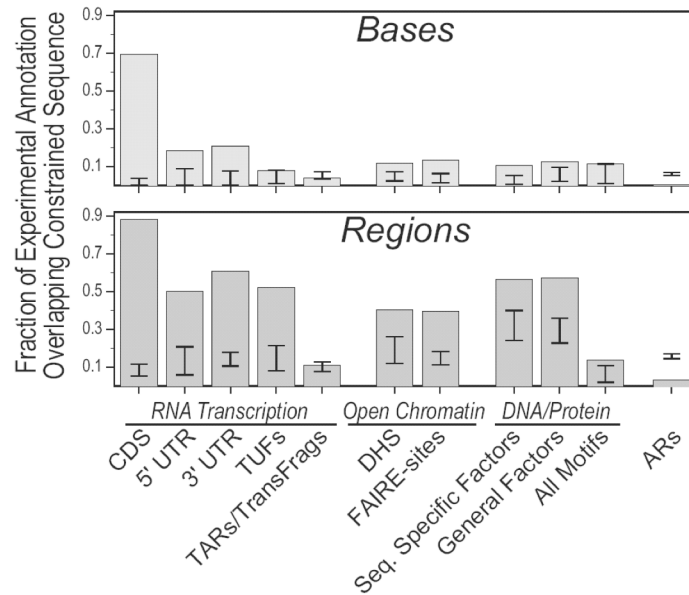 Fraction of Experimental Annotation
Overlapping Constrained Sequence
Bases
0.9
0.7
0.5
0.3
0.1
Regions
0.9
0.7
0.5
0.3
0.1
RNA Transcription
Open Chromatin
DNA/Protein
CDS
5' UTR
3' UTR
TUFs
TARs/TransFrags
DHS
FAIRE-sites
Seq. Specific Factors
General Factors
All Motifs
ARs